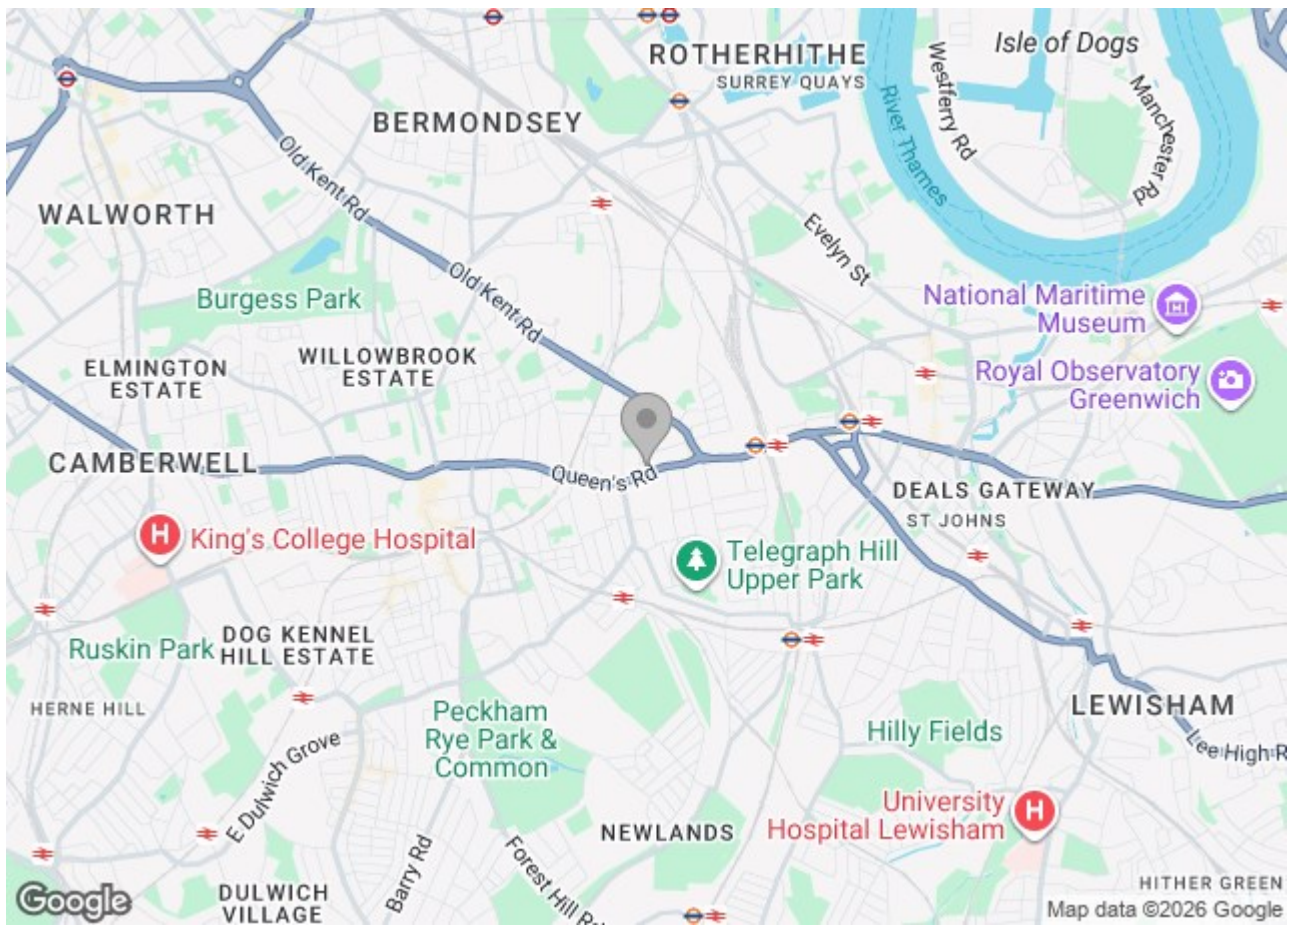 ROTHERHITHE
SURREY QUAYS
Isle of Dogs
Westferry Rd
Manchester Rd
River Thames
BERMONDSEY
Old Kent Rd
WALWORTH
Evelyn St
Old Kent Rd
Burgess Park
National Maritime
Museum
ELMINGTON
ESTATE
WILLOWBROOK
ESTATE
Royal Observatory
Greenwich
CAMBERWELL
Queen's Rd
DEALS GATEWAY
ST JOHNS
H
King's College Hospital
Telegraph Hill
Upper Park
Ruskin Park
DOG KENNEL
HILL ESTATE
HERNE HILL
Peckham
Rye Park &
Common
LEWISHAM
Hilly Fields
Lee High R
E Dulwich Grove
University
Hospital Lewisham
H
NEWLANDS
Barry Rd
Forest Hill Rd
DULWICH
VILLAGE
HITHER GREEN
Google
Map data ©2026 Google